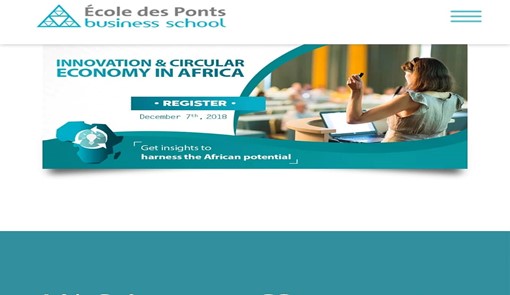 École des Ponts
business school
INNOVATION & CIRCULAR
ECONOMY IN AFRICA
• REGISTER •
December 7th, 2018
Get insights to
harness the African potential